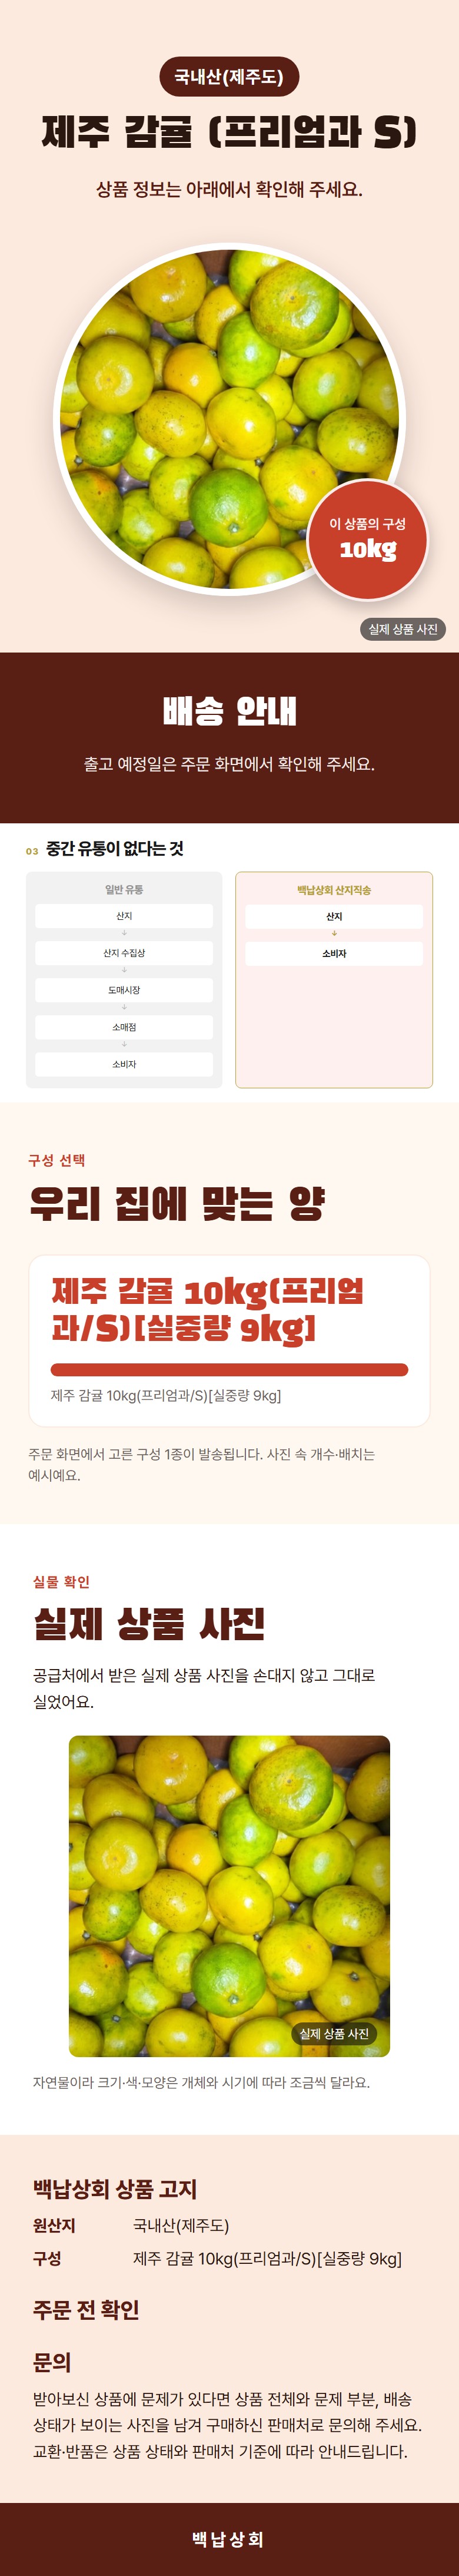 국내산(제주도)
제주 감귤 (프리엄과 S)
상품 정보는 아래에서 확인해 주세요.
이 상품의 구성
10kg
실제 상품 사진
배송 안내
출고 예정일은 주문 화면에서 확인해 주세요.
03 중간 유통이 없다는 것
일반 유통
산지
↓
산지 수집상
↓
도매시장
↓
소매점
↓
소비자
백납상회 산지직송
산지
↓
소비자
구성 선택
우리 집에 맞는 양
제주 감귤 10kg(프리엄
과/S)[실중량 9kg]
제주 감귤 10kg(프리엄과/S)[실중량 9kg]
주문 화면에서 고른 구성 1종이 발송됩니다. 사진 속 개수·배치는
예시예요.
실물 확인
실제 상품 사진
공급처에서 받은 실제 상품 사진을 손대지 않고 그대로
실었어요.
실제 상품 사진
자연물이라 크기·색·모양은 개체와 시기에 따라 조금씩 달라요.
백납상회 상품 고지
원산지 국내산(제주도)
구성 제주 감귤 10kg(프리엄과/S)[실중량 9kg]
주문 전 확인
문의
받아보신 상품에 문제가 있다면 상품 전체와 문제 부분, 배송
상태가 보이는 사진을 남겨 구매하신 판매처로 문의해 주세요.
교환·반품은 상품 상태와 판매처 기준에 따라 안내드립니다.
백납상회